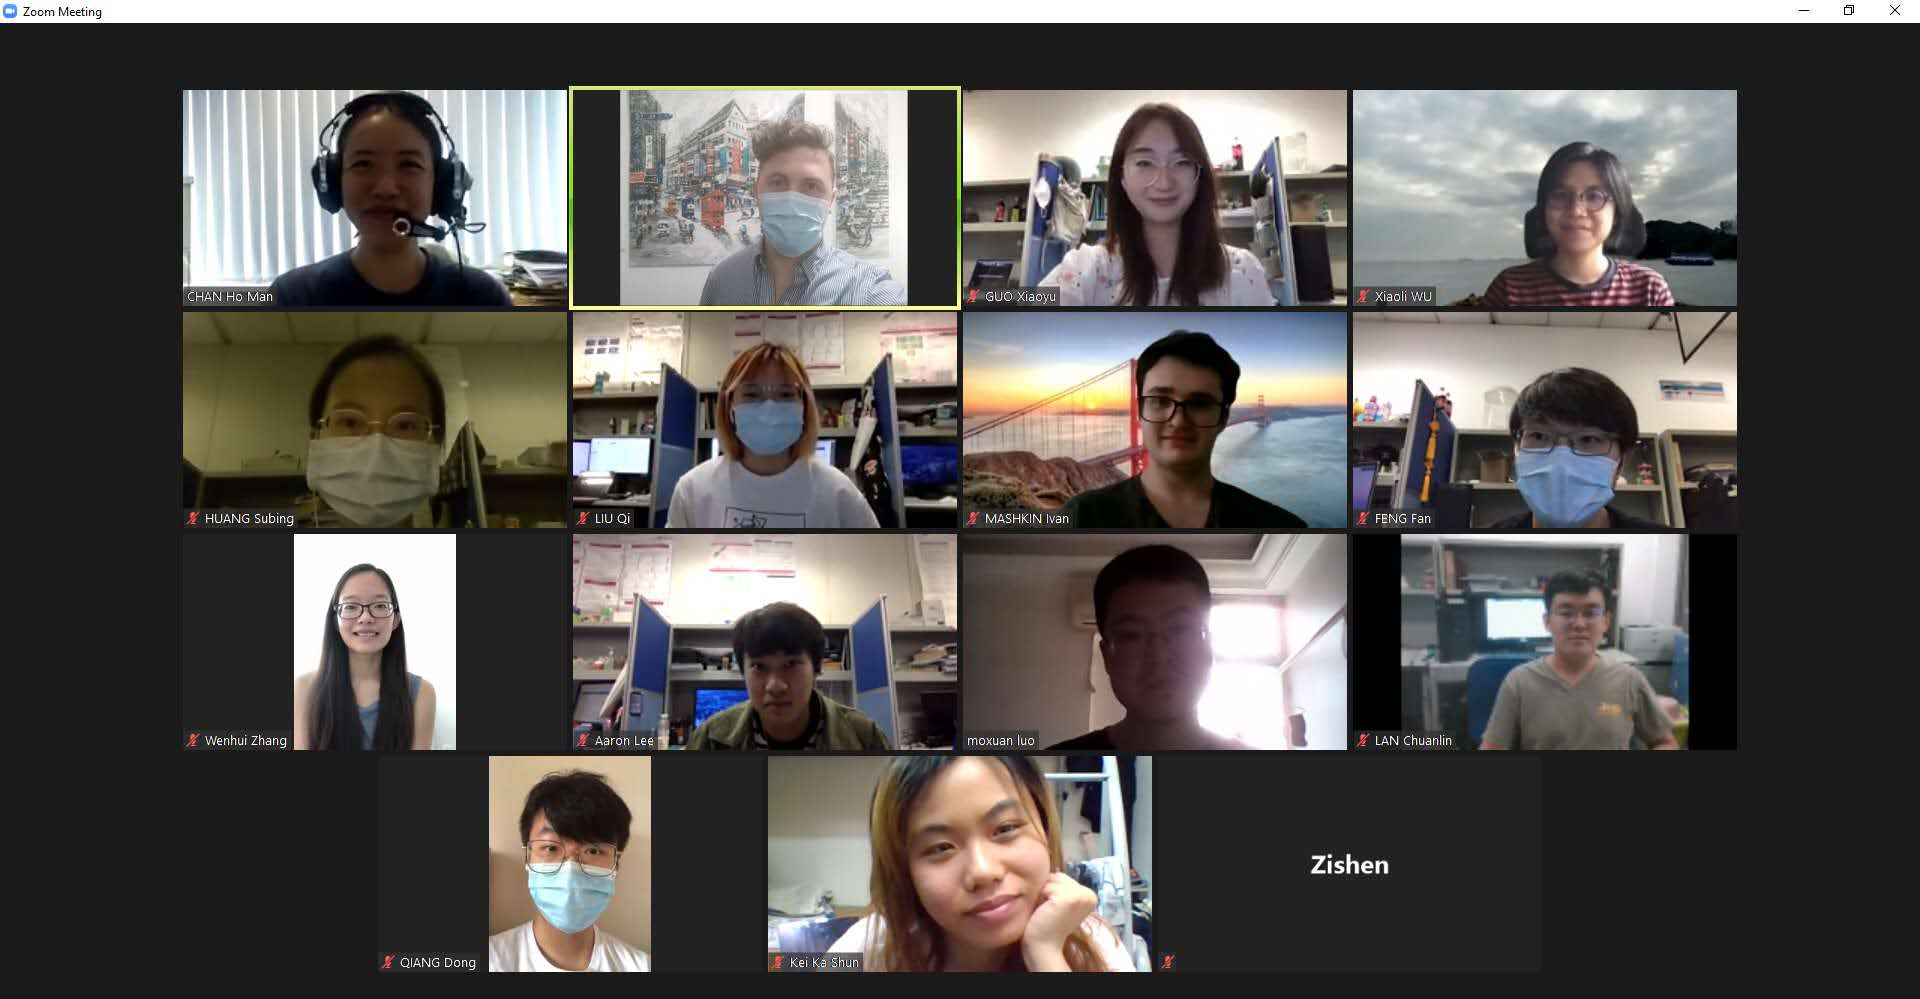 Zoom Meeting
CHAN Ho Man
GUO Xiaoyu
Xiaoli WU
HUANG Subing
LIU Qi
MASHKIN Ivan
FENG Fan
Wenhui Zhang
Aaron Lee
moxuan luo
LAN Chuanlin
QIANG Dong
Kei Ka Shun
Zishen